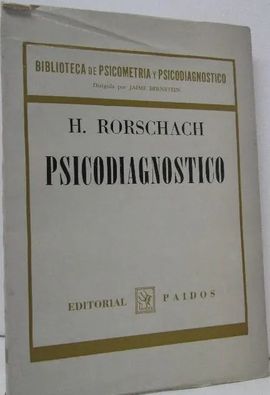 BIBLIOTECA DE PSICOMETRIA Y PSICODIAGNOSTICO
Dirigida por JAIME BERNSTEIN
H. RORSCHACH
PSICODIAGNOSTICO
EDITORIAL PAIDOS